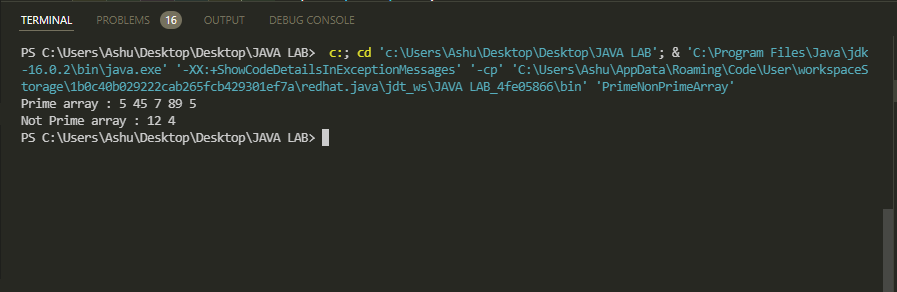 TERMINAL PROBLEMS 16 OUTPUT DEBUG CONSOLE
PS C:\Users\Ashu\Desktop\Desktop\JAVA LAB>  c:; cd 'c:\Users\Ashu\Desktop\Desktop\JAVA LAB'; & 'C:\Program Files\Java\jdk
-16.0.2\bin\java.exe' '-XX:+ShowCodeDetailsInExceptionMessages' '-cp' 'C:\Users\Ashu\AppData\Roaming\Code\User\workspaceS
torage\1b0c40b029222cab265fcb429301ef7a\redhat.java\jdt_ws\JAVA LAB_4fe05866\bin' 'PrimeNonPrimeArray'
Prime array : 5 45 7 89 5
Not Prime array : 12 4
PS C:\Users\Ashu\Desktop\Desktop\JAVA LAB>